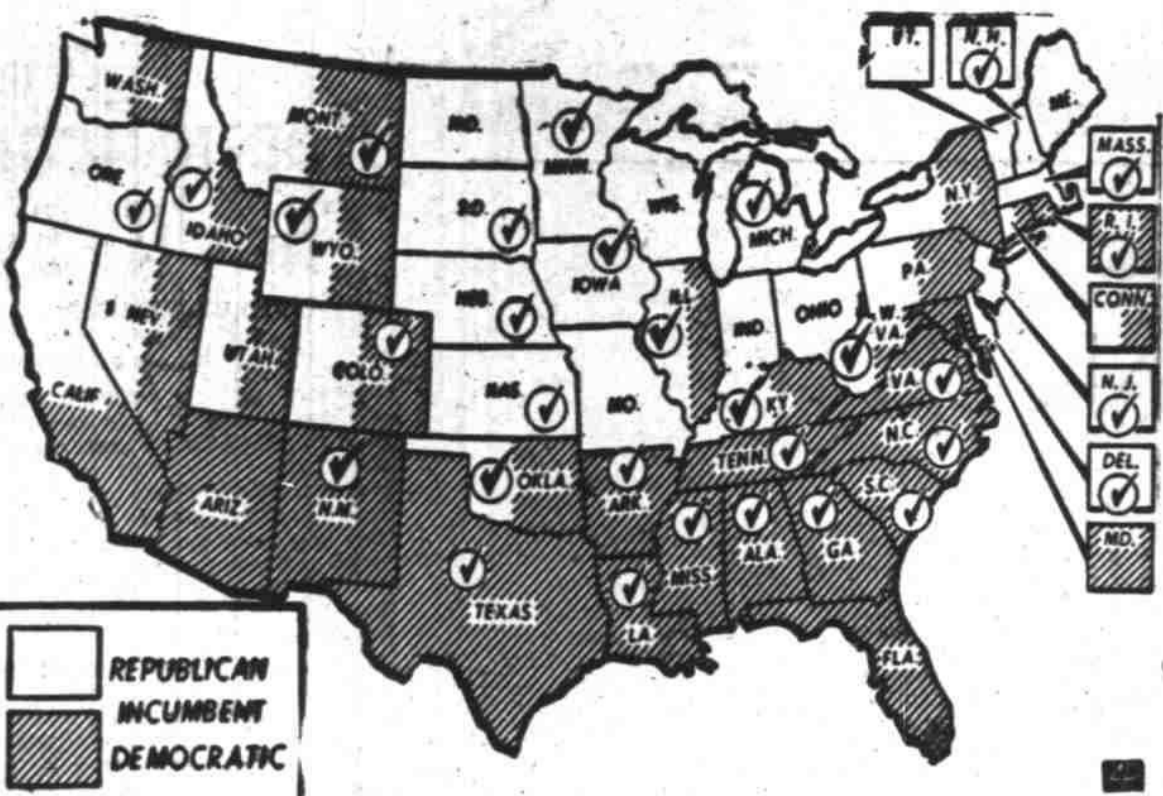 VT.
N.H.
WASH.
MONT.
N.D.
MINN.
ME.
MASS.
ORE.
IDAHO
WYO.
S.D.
WIS.
MICH.
N.Y.
R.I.
NEB.
IOWA
ILL
IND.
OHIO
PA.
CONN.
NEV.
UTAH
COLO.
W.
VA.
VA.
CALIF.
KAS.
MO.
KY.
N.J.
N.C.
TENN.
ARIZ.
N.M.
OKLA.
ARK.
S.C.
DEL.
MISS
ALA.
GA
MD.
TEXAS.
LA.
FLA.
REPUBLICAN
INCUMBENT
DEMOCRATIC